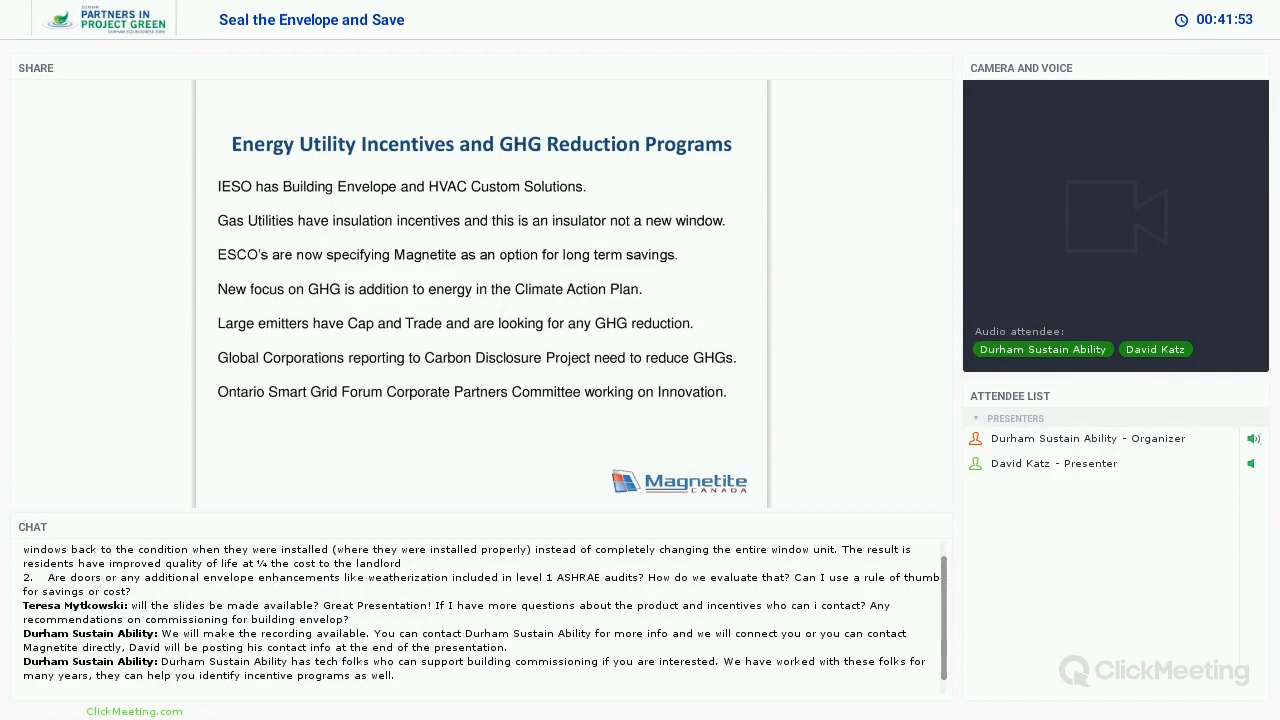 DURHAM
PARTNERS IN
PROJECT GREEN
DURHAM ECO-BUSINESS ZONE
Seal the Envelope and Save
00:41:53
SHARE
Energy Utility Incentives and GHG Reduction Programs
IESO has Building Envelope and HVAC Custom Solutions.
Gas Utilities have insulation incentives and this is an insulator not a new window.
ESCO's are now specifying Magnetite as an option for long term savings.
New focus on GHG is addition to energy in the Climate Action Plan.
Large emitters have Cap and Trade and are looking for any GHG reduction.
Global Corporations reporting to Carbon Disclosure Project need to reduce GHGs.
Ontario Smart Grid Forum Corporate Partners Committee working on Innovation.
Magnetite
CANADA
CAMERA AND VOICE
Audio attendee:
Durham Sustain Ability David Katz
ATTENDEE LIST
PRESENTERS
Durham Sustain Ability - Organizer
David Katz - Presenter
CHAT
windows back to the condition when they were installed (where they were installed properly) instead of completely changing the entire window unit. The result is
residents have improved quality of life at ¼ the cost to the landlord
2. Are doors or any additional envelope enhancements like weatherization included in level 1 ASHRAE audits? How do we evaluate that? Can I use a rule of thumb
for savings or cost?
Teresa Mytkowski: will the slides be made available? Great Presentation! If I have more questions about the product and incentives who can i contact? Any
recommendations on commissioning for building envelop?
Durham Sustain Ability: We will make the recording available. You can contact Durham Sustain Ability for more info and we will connect you or you can contact
Magnetite directly, David will be posting his contact info at the end of the presentation.
Durham Sustain Ability: Durham Sustain Ability has tech folks who can support building commissioning if you are interested. We have worked with these folks for
many years, they can help you identify incentive programs as well.
ClickMeeting
ClickMeeting.com